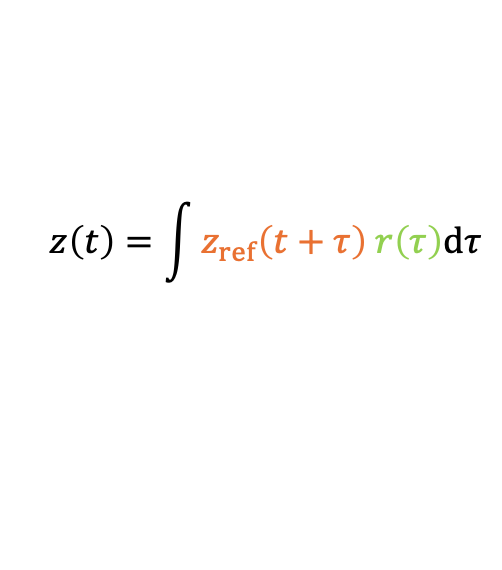 z(t) = ∫ z_ref(t + τ) r(τ)dτ